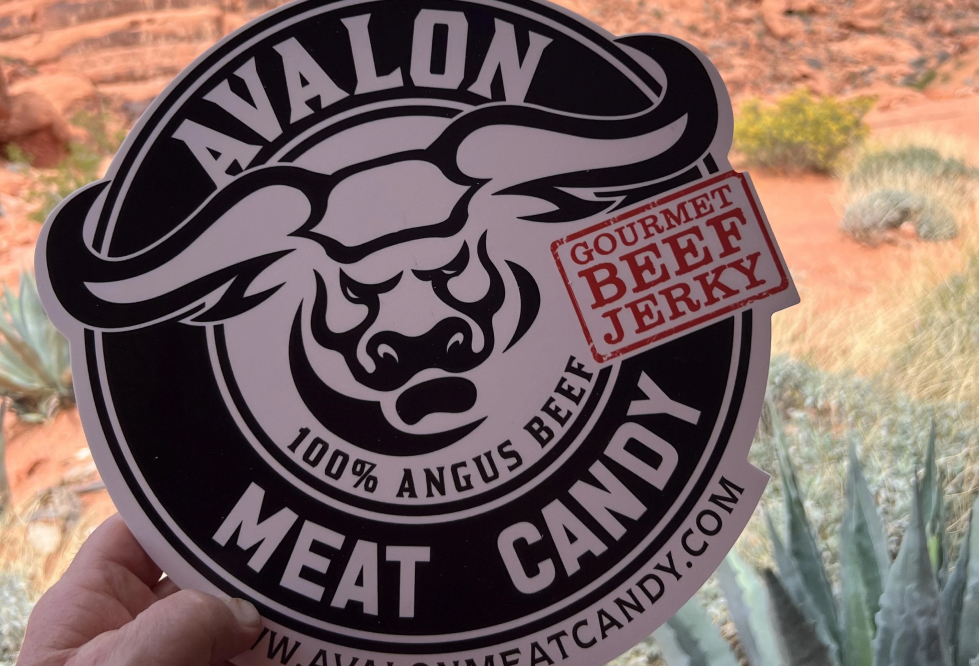 AVALON
GOURMET
BEEF
JERKY
100% ANGUS BEEF
MEAT CANDY
W.AVALONMEATCANDY.COM